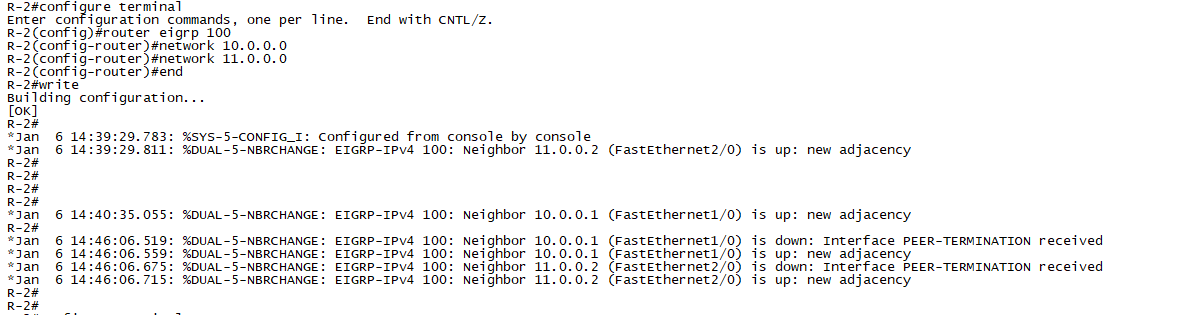 R-2#configure terminal
Enter configuration commands, one per line.  End with CNTL/Z.
R-2(config)#router eigrp 100
R-2(config-router)#network 10.0.0.0
R-2(config-router)#network 11.0.0.0
R-2(config-router)#end
R-2#write
Building configuration...
[OK]
R-2#
*Jan  6 14:39:29.783: %SYS-5-CONFIG_I: Configured from console by console
*Jan  6 14:39:29.811: %DUAL-5-NBRCHANGE: EIGRP-IPv4 100: Neighbor 11.0.0.2 (FastEthernet2/0) is up: new adjacency
R-2#
R-2#
R-2#
R-2#
*Jan  6 14:40:35.055: %DUAL-5-NBRCHANGE: EIGRP-IPv4 100: Neighbor 10.0.0.1 (FastEthernet1/0) is up: new adjacency
R-2#
*Jan  6 14:46:06.519: %DUAL-5-NBRCHANGE: EIGRP-IPv4 100: Neighbor 10.0.0.1 (FastEthernet1/0) is down: Interface PEER-TERMINATION received
*Jan  6 14:46:06.559: %DUAL-5-NBRCHANGE: EIGRP-IPv4 100: Neighbor 10.0.0.1 (FastEthernet1/0) is up: new adjacency
*Jan  6 14:46:06.675: %DUAL-5-NBRCHANGE: EIGRP-IPv4 100: Neighbor 11.0.0.2 (FastEthernet2/0) is down: Interface PEER-TERMINATION received
*Jan  6 14:46:06.715: %DUAL-5-NBRCHANGE: EIGRP-IPv4 100: Neighbor 11.0.0.2 (FastEthernet2/0) is up: new adjacency
R-2#
R-2#